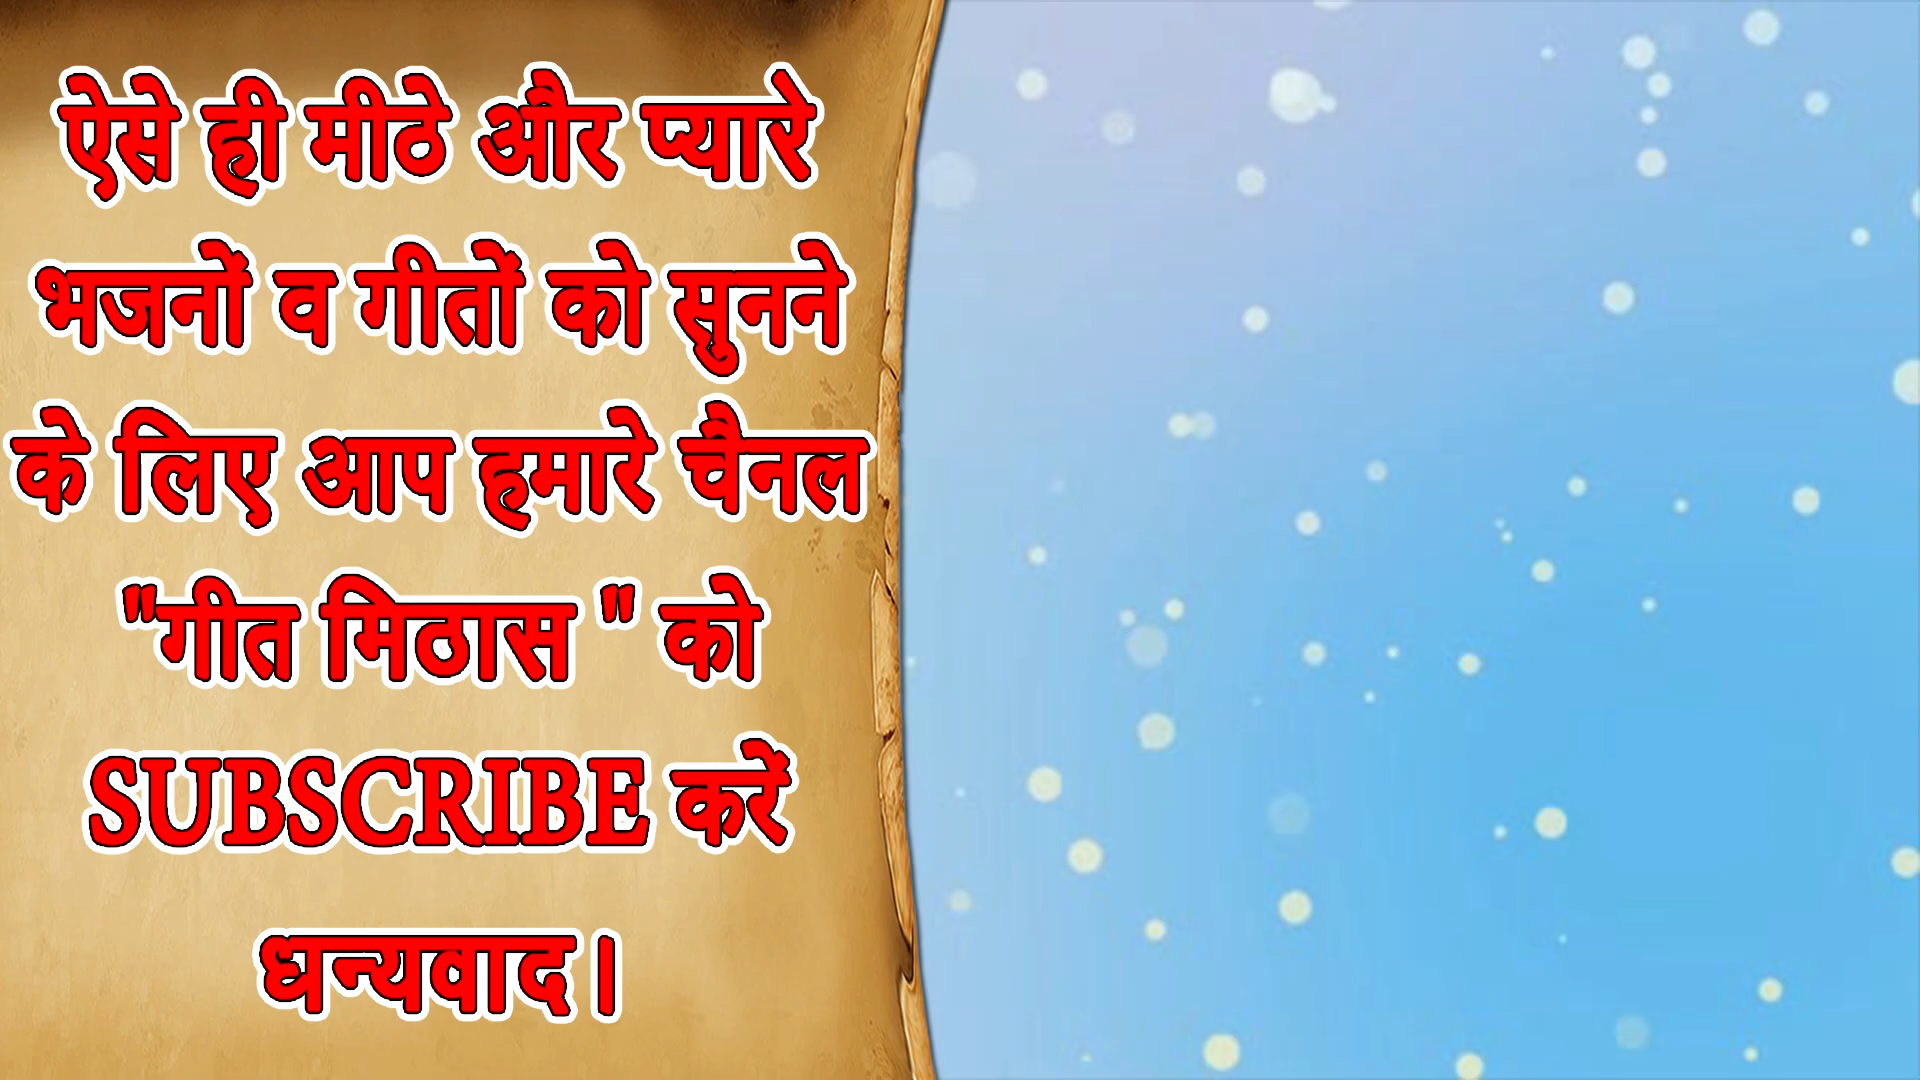 ऐसे ही मीठे और प्यारे
भजनों व गीतों को सुनने
के लिए आप हमारे चैनल
"गीत मिठास " को
SUBSCRIBE करें
धन्यवाद।